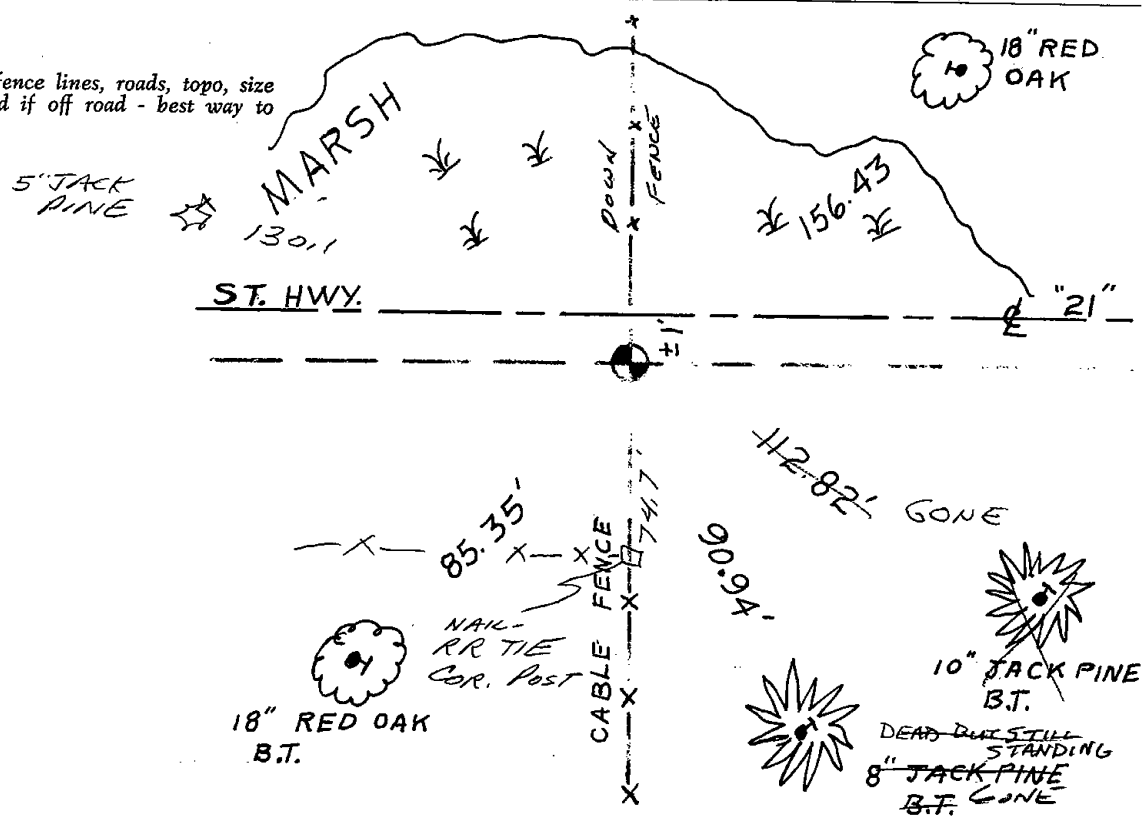 fence lines, roads, topo, size
d if off road - best way to
18" RED
OAK
MARSH
DOWN
FENCE
5" JACK
PINE
130.1
156.43
ST. HWY.
"21"
±1'
112.82'
GONE
85.35'
74.7'
90.94'
CABLE FENCE
NAIL-
RR TIE
COR. POST
18" RED OAK
B.T.
10" JACK PINE
B.T.
DEAD BUT STILL
STANDING
8" JACK PINE
B.T. GONE